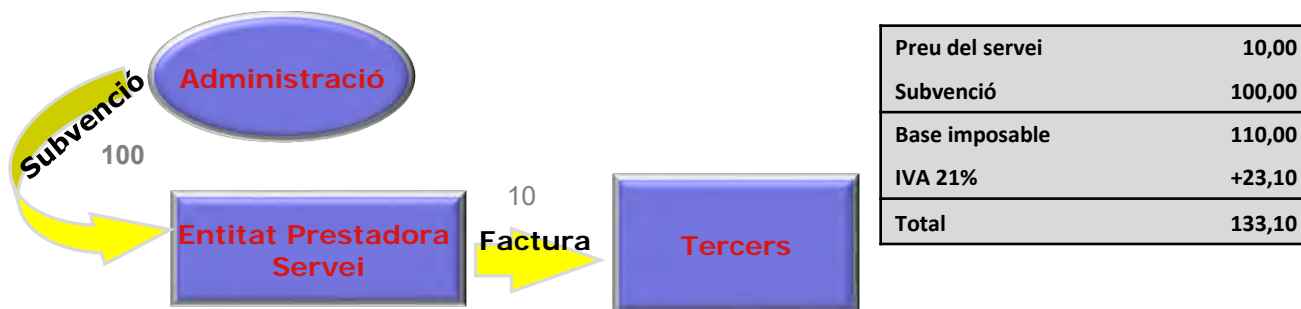 Administració
Subvenció
100
Entitat Prestadora
Servei
10
Factura
Tercers
Preu del servei 10,00
Subvenció 100,00
Base imposable 110,00
IVA 21% +23,10
Total 133,10